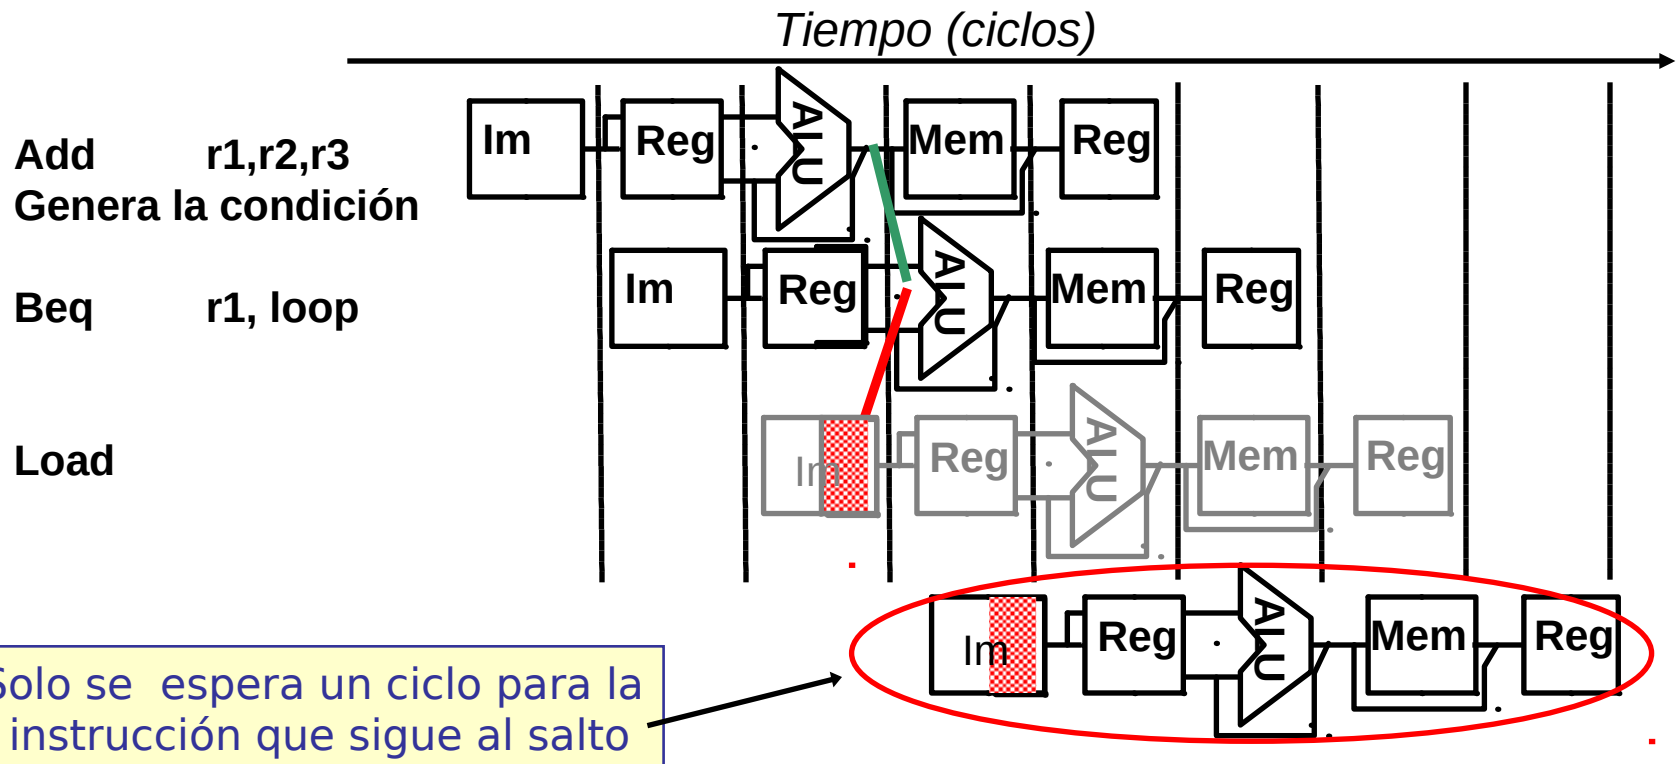 Tiempo (ciclos)
Im Reg ALU Mem Reg
Add r1,r2,r3
Genera la condición
Im Reg ALU Mem Reg
Beq r1, loop
Im Reg ALU Mem Reg
Load
Im Reg ALU Mem Reg
Solo se espera un ciclo para la
instrucción que sigue al salto